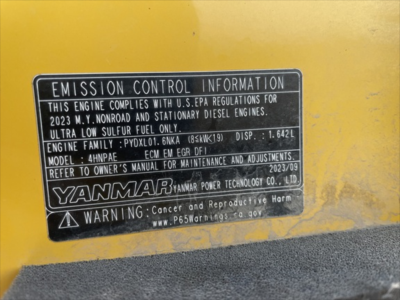 EMISSION CONTROL INFORMATION
THIS ENGINE COMPLIES WITH U.S.EPA REGULATIONS FOR
2023 M.Y.NONROAD AND STATIONARY DIESEL ENGINES.
ULTRA LOW SULFUR FUEL ONLY.
ENGINE FAMILY : PYDXL01.6NKA (8≤kW<19) DISP. : 1.642L
MODEL : 4HNPAE ECM EM EGR DFI
REFER TO OWNER'S MANUAL FOR MAINTENANCE AND ADJUSTMENTS.
2023/09
YANMAR YANMAR POWER TECHNOLOGY CO., LTD.
WARNING: Cancer and Reproductive Harm
www.P65Warnings.ca.gov